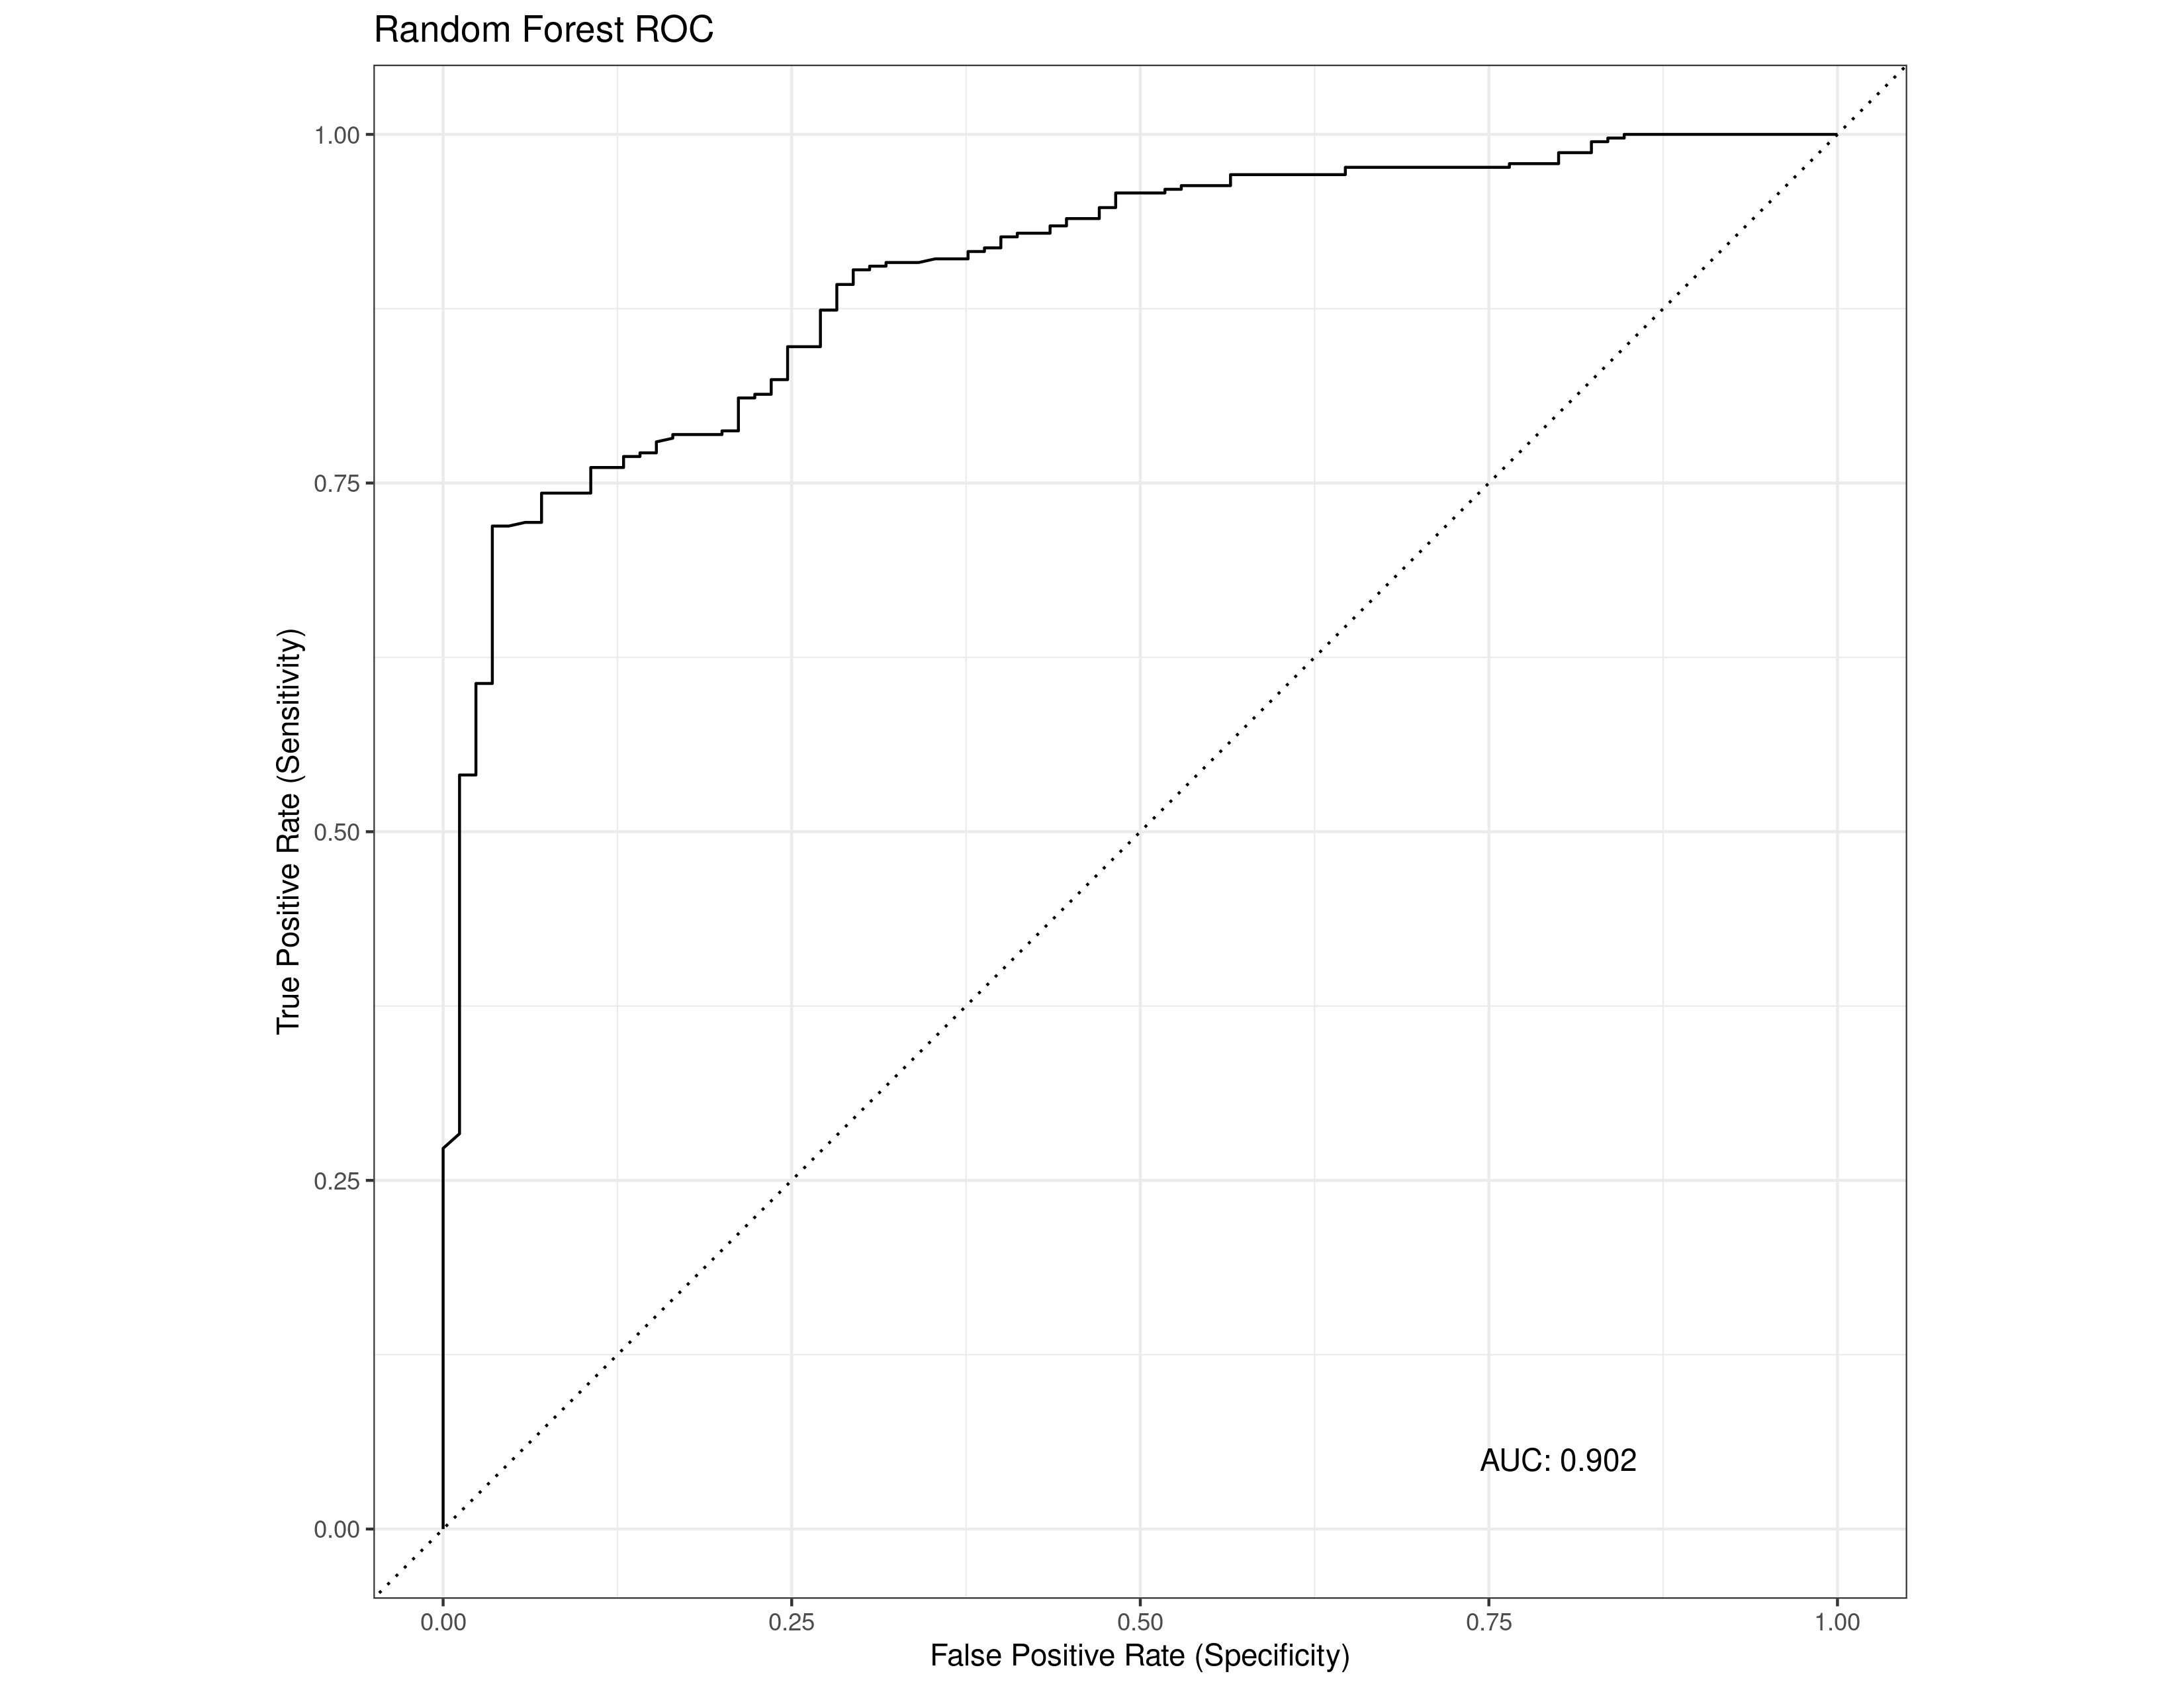 Random Forest ROC
True Positive Rate (Sensitivity)
1.00
0.75
0.50
0.25
0.00
AUC: 0.902
0.00 0.25 0.50 0.75 1.00
False Positive Rate (Specificity)